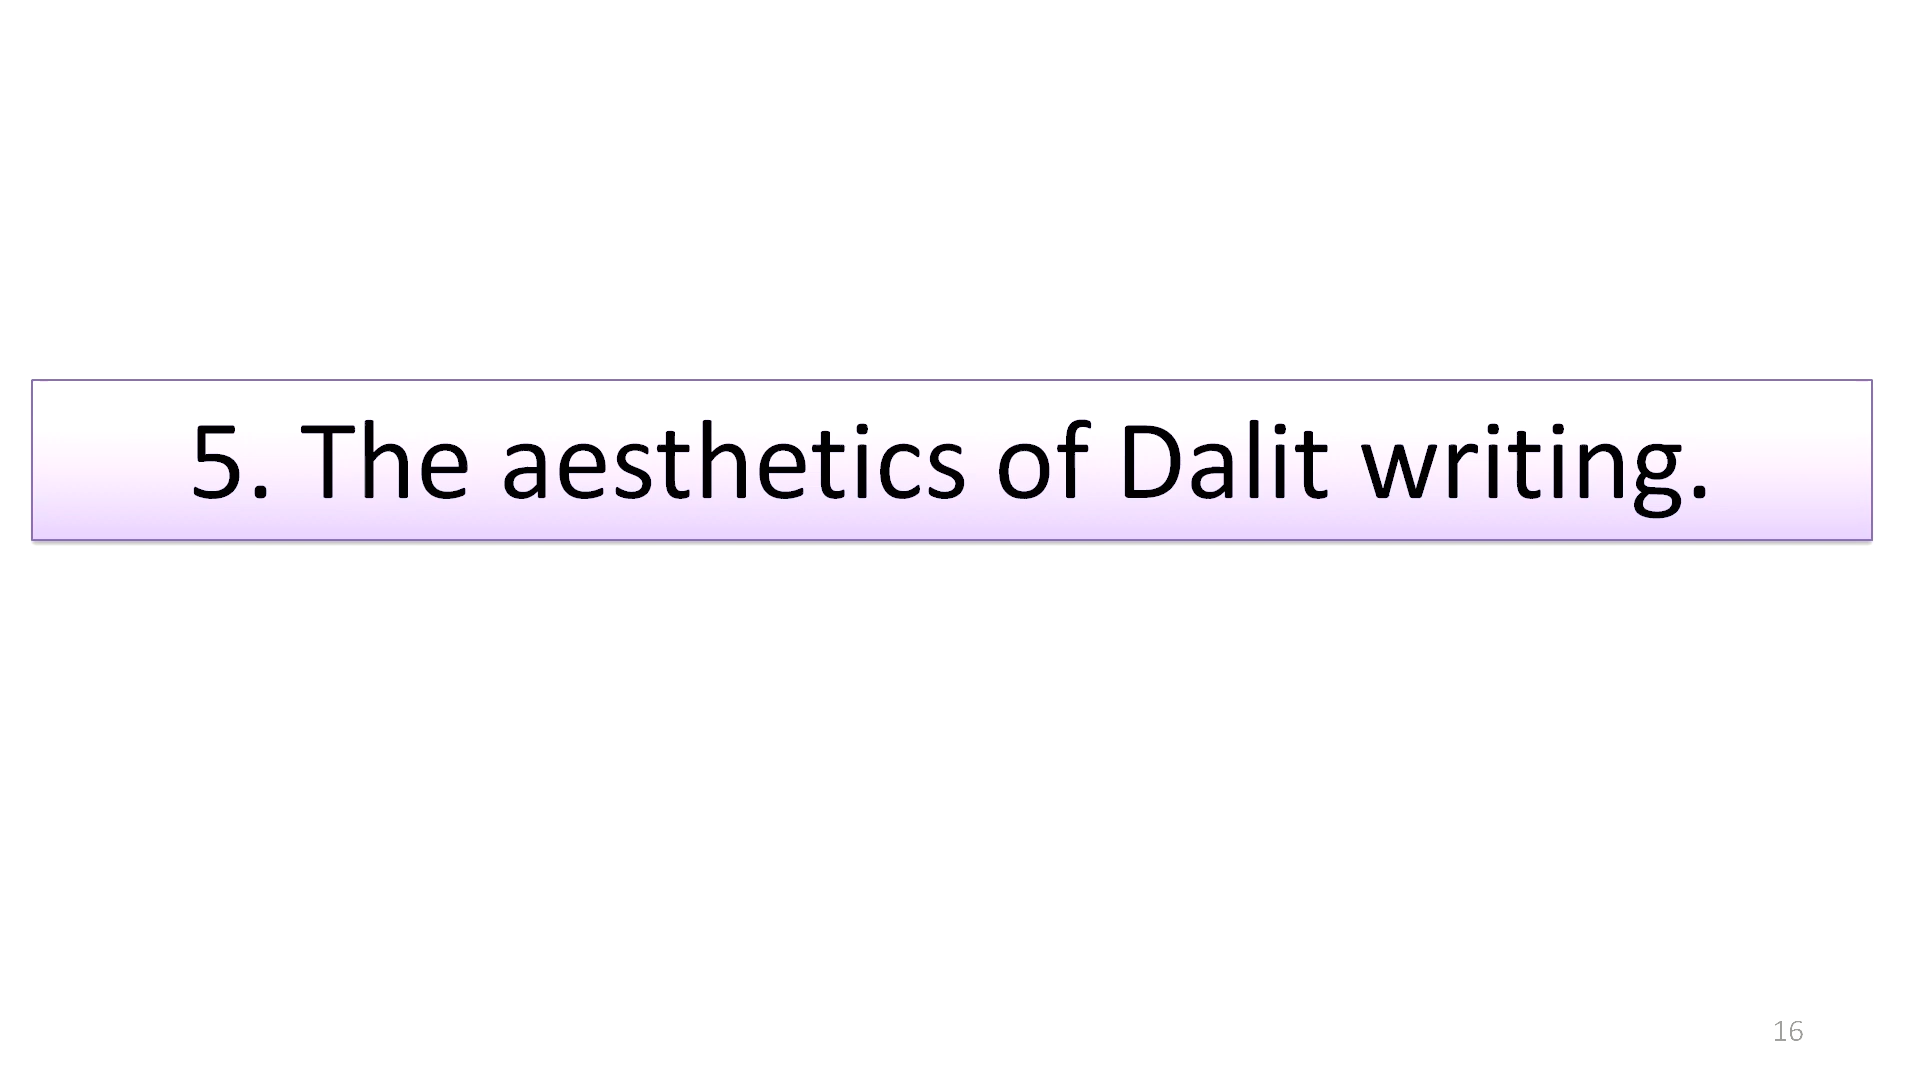 5. The aesthetics of Dalit writing.
16